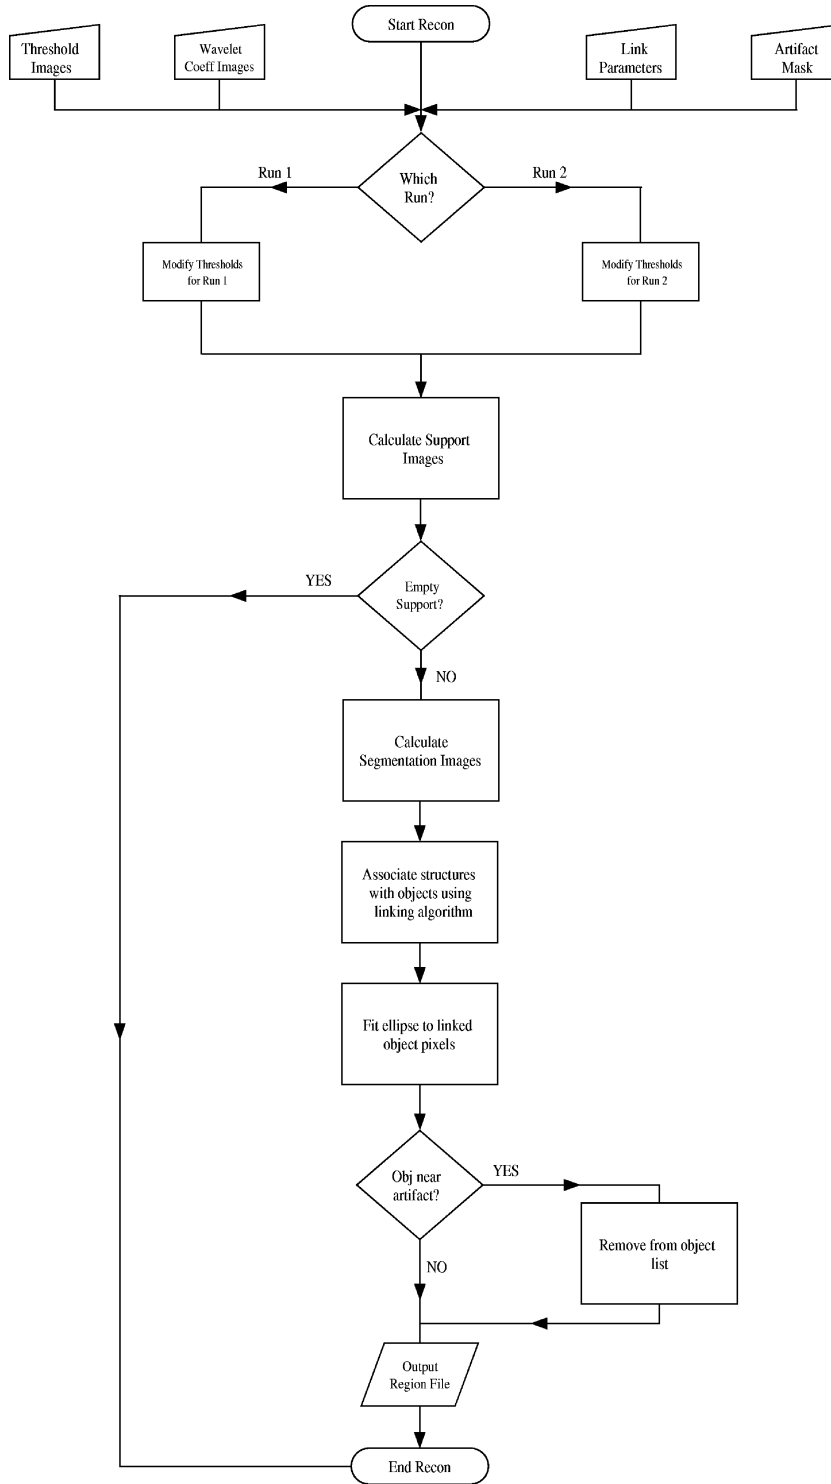 Start Recon
Threshold
Images
Wavelet
Coeff Images
Link
Parameters
Artifact
Mask
Which
Run?
Run 1
Run 2
Modify Thresholds
for Run 1
Modify Thresholds
for Run 2
Calculate Support
Images
Empty
Support?
YES
NO
Calculate
Segmentation Images
Associate structures
with objects using
linking algorithm
Fit ellipse to linked
object pixels
Obj near
artifact?
YES
NO
Remove from object
list
Output
Region File
End Recon